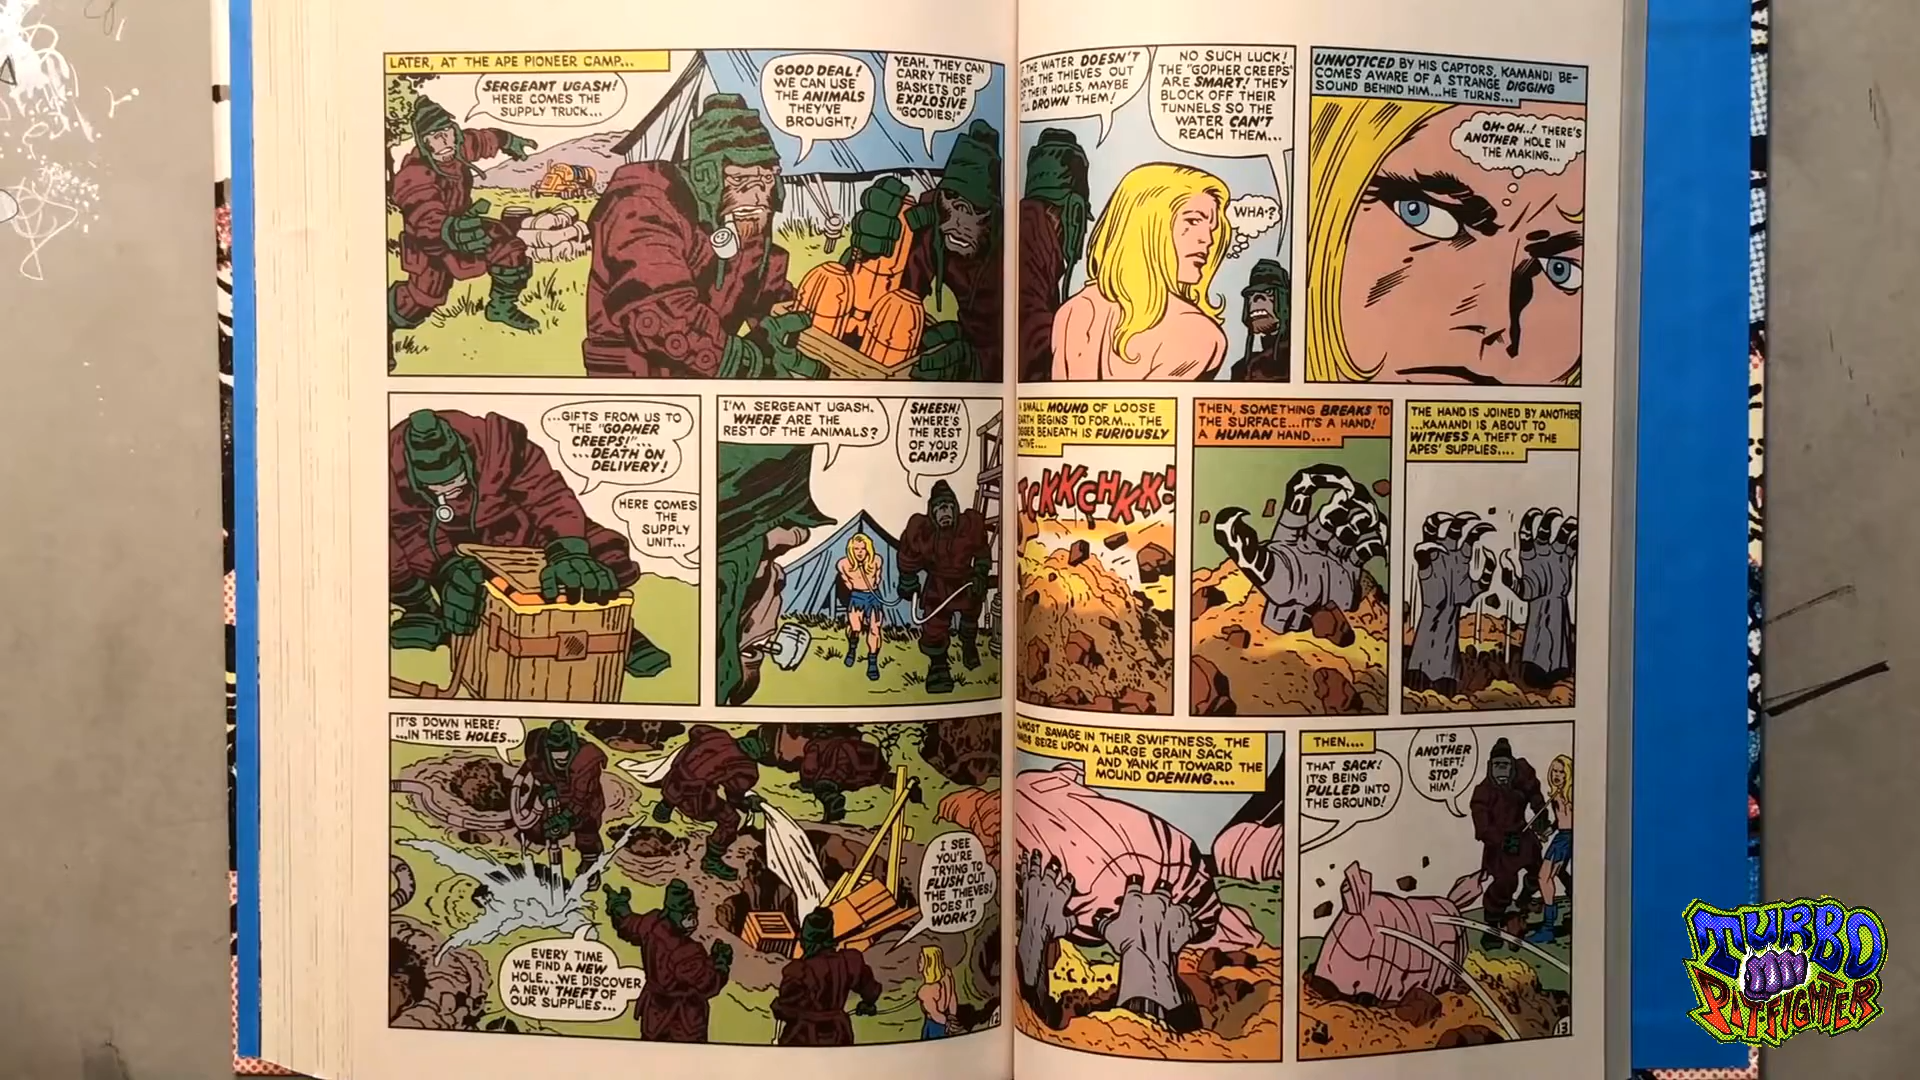 LATER, AT THE APE PIONEER CAMP...
SERGEANT UGASH!
HERE COMES THE
SUPPLY TRUCK...
GOOD DEAL!
WE CAN USE
THE ANIMALS
THEY'VE
BROUGHT!
YEAH. THEY CAN
CARRY THESE
BASKETS OF
EXPLOSIVE
"GOODIES!"
...GIFTS FROM US TO
THE "GOPHER
CREEPS!"...
...DEATH ON
DELIVERY!
HERE COMES
THE
SUPPLY
UNIT...
I'M SERGEANT UGASH.
WHERE ARE THE
REST OF THE ANIMALS?
SHEESH!
WHERE'S
THE REST
OF YOUR
CAMP?
IT'S DOWN HERE!
...IN THESE HOLES...
I SEE
YOU'RE
TRYING TO
FLUSH OUT
THE THIEVES!
DOES IT
WORK?
EVERY TIME
WE FIND A NEW
HOLE...WE DISCOVER
A NEW THEFT OF
OUR SUPPLIES...
THE WATER DOESN'T
THE THIEVES OUT
THEIR HOLES, MAYBE
DROWN THEM!
NO SUCH LUCK!
THE "GOPHER CREEPS"
ARE SMART! THEY
BLOCK OFF THEIR
TUNNELS SO THE
WATER CAN'T
REACH THEM...
WHA-?
UNNOTICED BY HIS CAPTORS, KAMANDI BE-
COMES AWARE OF A STRANGE DIGGING
SOUND BEHIND HIM...HE TURNS...
OH-OH..! THERE'S
ANOTHER HOLE IN
THE MAKING...
A SMALL MOUND OF LOOSE
EARTH BEGINS TO FORM... THE
BENEATH IS FURIOUSLY
THEN, SOMETHING BREAKS TO
THE SURFACE...IT'S A HAND!
A HUMAN HAND....
THE HAND IS JOINED BY ANOTHER
...KAMANDI IS ABOUT TO
WITNESS A THEFT OF THE
APES' SUPPLIES....
SAVAGE IN THEIR SWIFTNESS, THE
SEIZE UPON A LARGE GRAIN SACK
AND YANK IT TOWARD THE
MOUND OPENING....
THEN....
THAT SACK!
IT'S BEING
PULLED INTO
THE GROUND!
IT'S
ANOTHER
THEFT!
STOP
HIM!
13
TURBO
PITFIGHTER